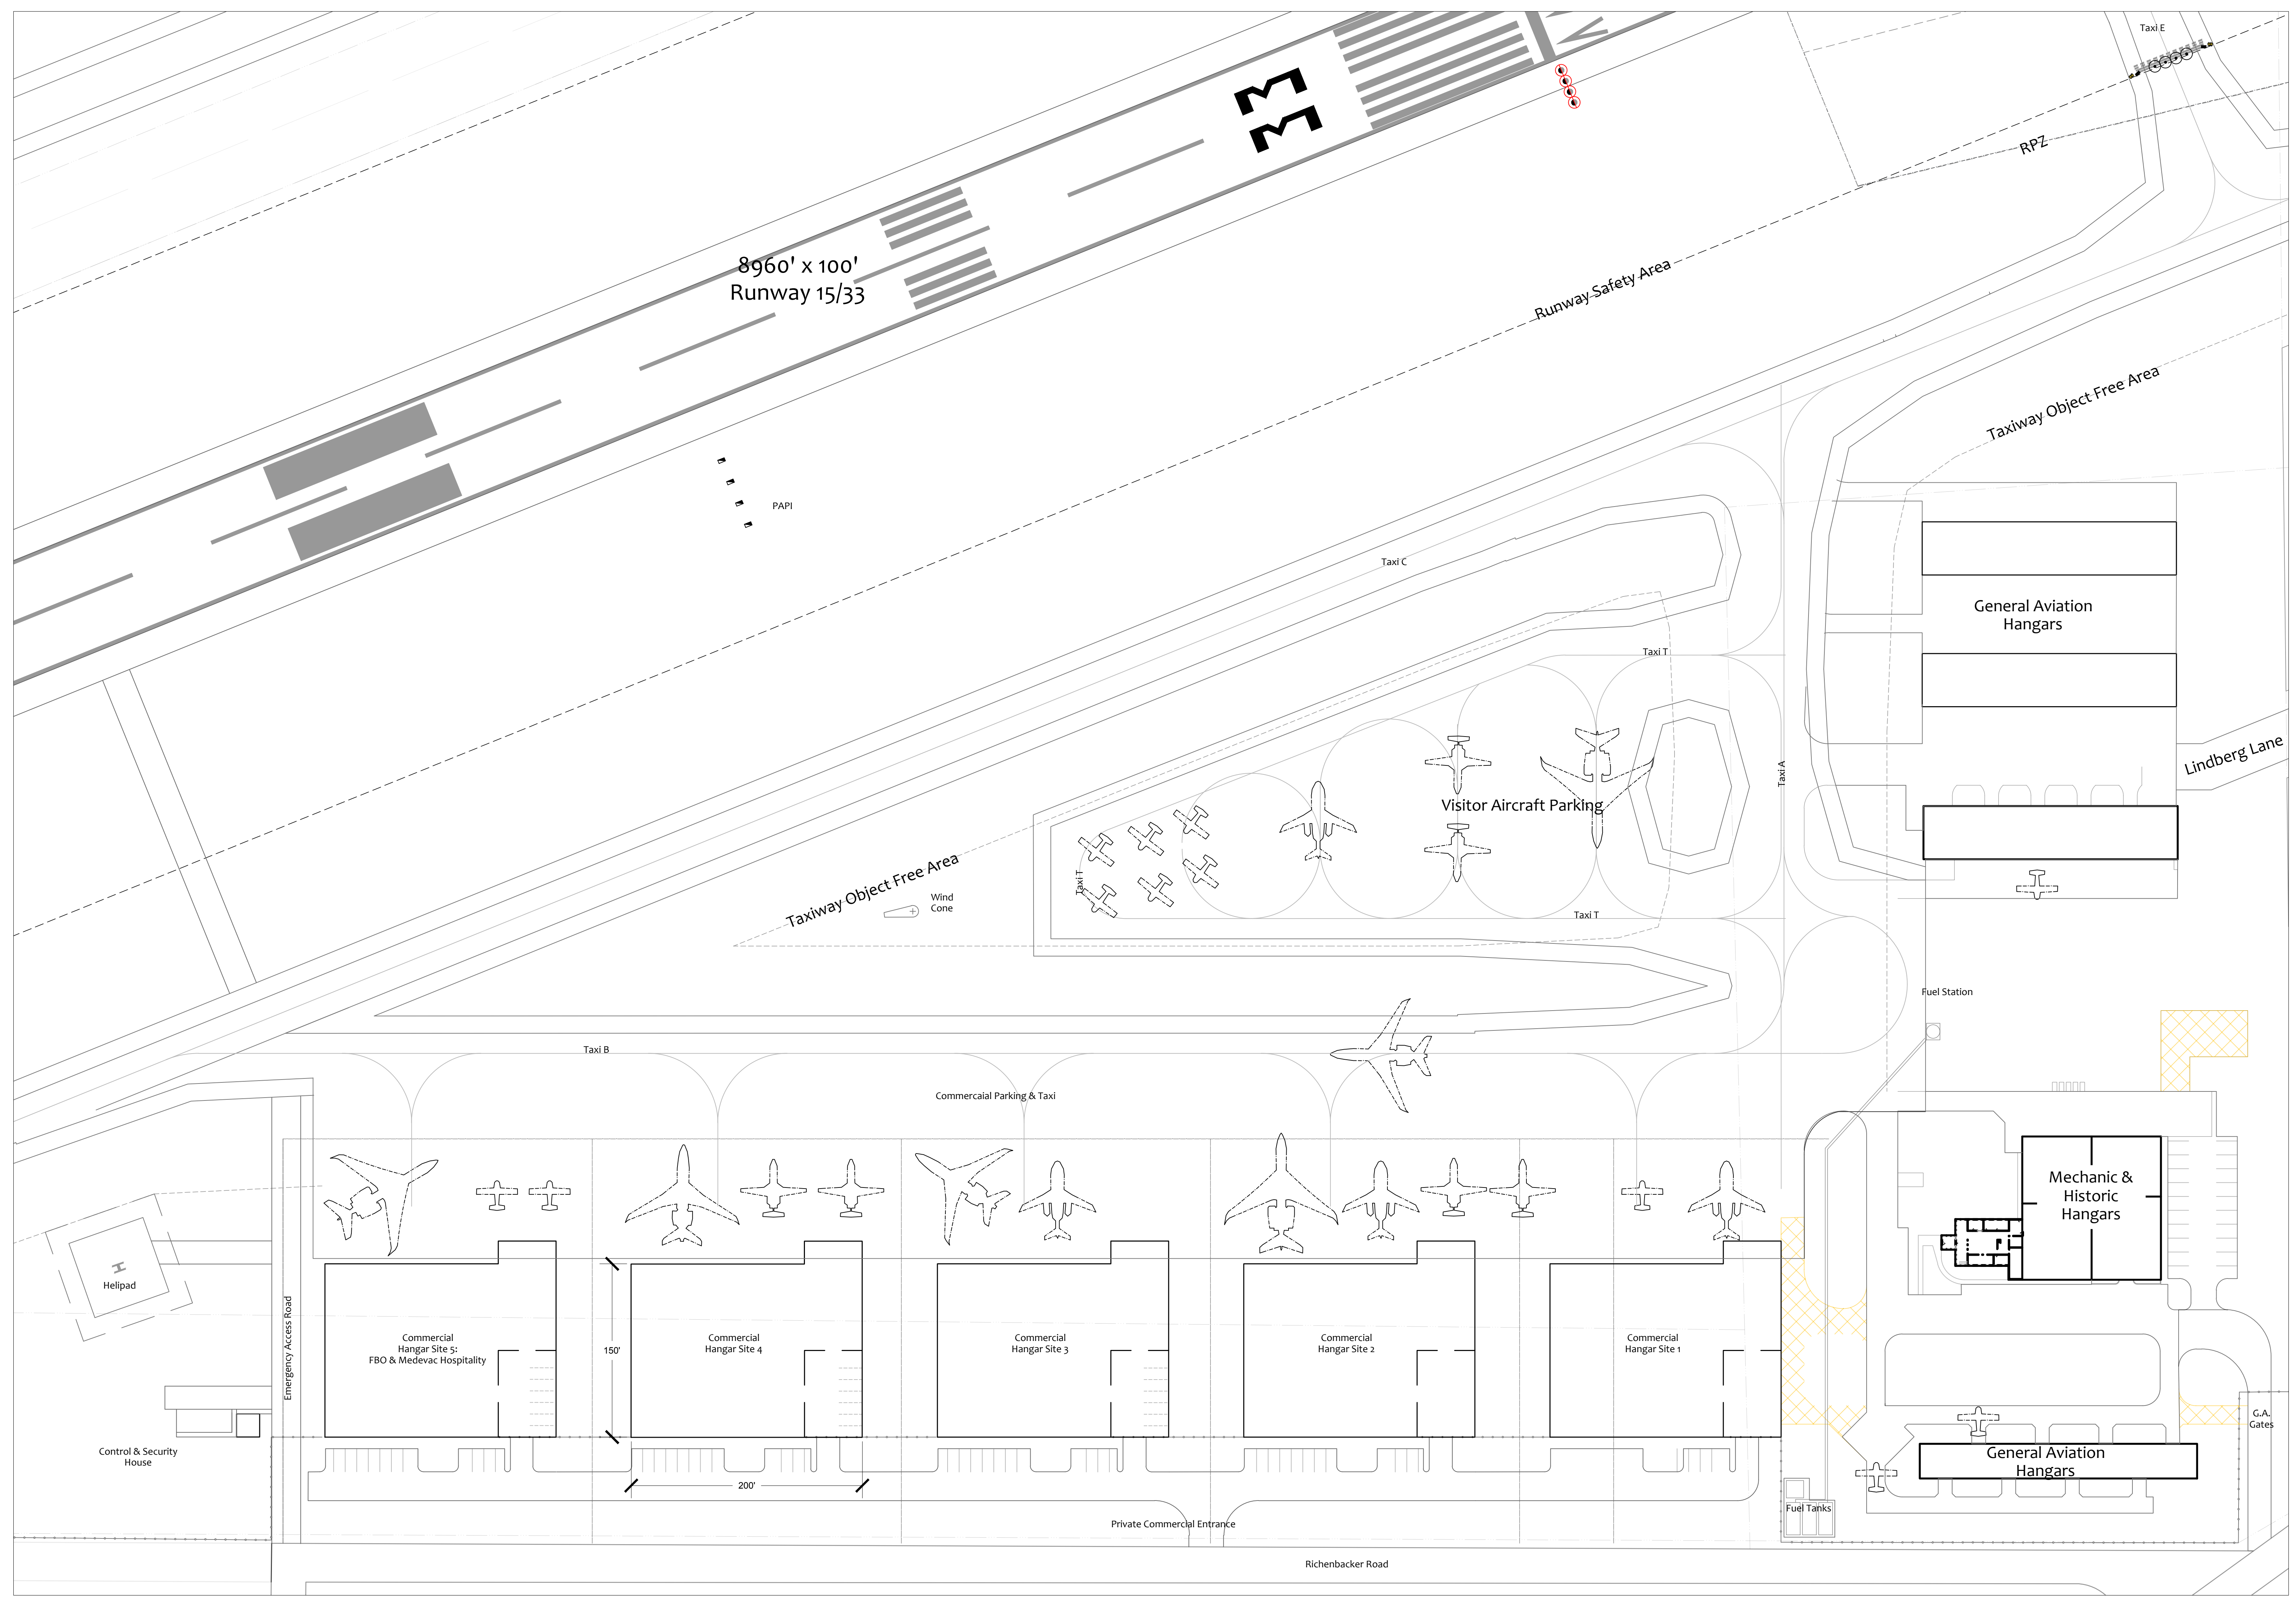 Taxi E
RPZ
33
8960' x 100'
Runway 15/33
Runway Safety Area
Taxiway Object Free Area
PAPI
Taxi C
General Aviation
Hangars
Taxi T
Lindberg Lane
Taxi A
Visitor Aircraft Parking
Taxiway Object Free Area
Taxi T
Wind
Cone
Taxi T
Fuel Station
Taxi B
Commercaial Parking & Taxi
Mechanic &
Historic
Hangars
H
Helipad
Emergency Access Road
Commercial
Hangar Site 5:
FBO & Medevac Hospitality
150'
Commercial
Hangar Site 4
Commercial
Hangar Site 3
Commercial
Hangar Site 2
Commercial
Hangar Site 1
G.A.
Gates
Control & Security
House
General Aviation
Hangars
200'
Fuel Tanks
Private Commercial Entrance
Richenbacker Road